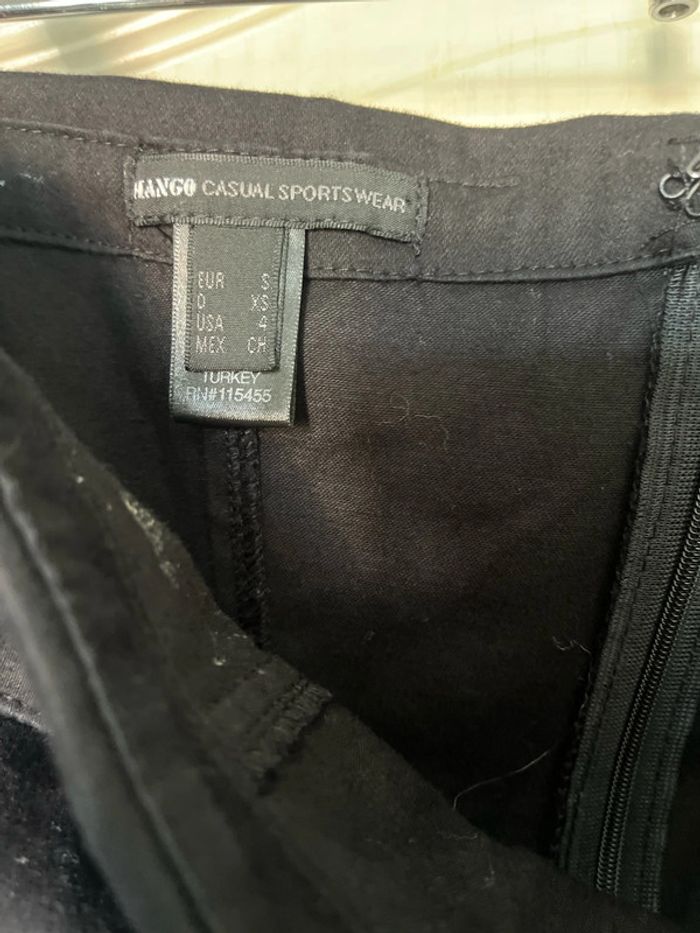 MANGO CASUAL SPORTSWEAR
EUR S
D XS
USA 4
MEX CH
TURKEY
RN#115455